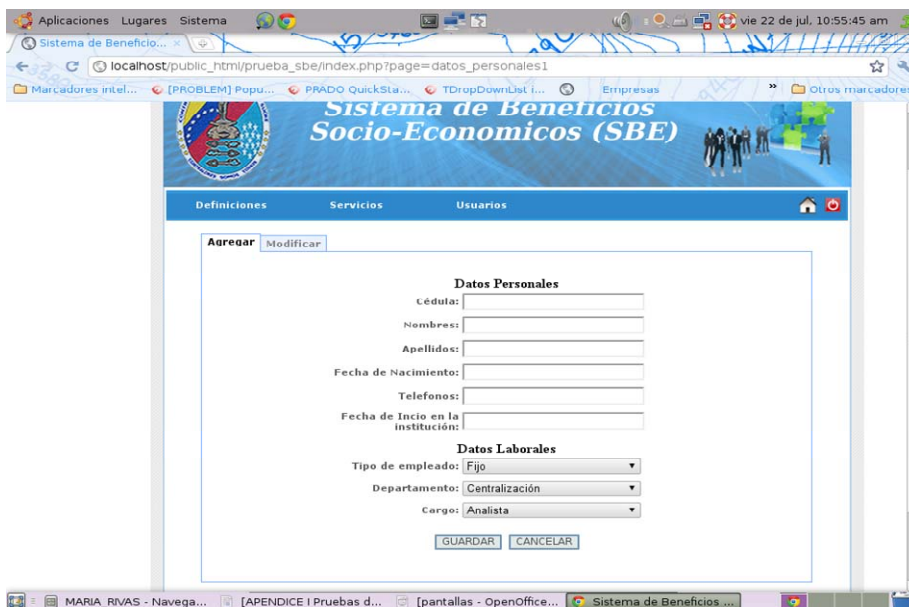 Aplicaciones Lugares Sistema vie 22 de jul, 10:55:45 am
Sistema de Beneficio...
localhost/public_html/prueba_sbe/index.php?page=datos_personales1
Marcadores intel... [PROBLEM] Popu... PRADO QuickSta... TDropDownList i... Empresas » Otros marcadores
Sistema de Beneficios
Socio-Economicos (SBE)
Definiciones Servicios Usuarios
Agregar Modificar
Datos Personales
Cédula:
Nombres:
Apellidos:
Fecha de Nacimiento:
Telefonos:
Fecha de Incio en la
institución:
Datos Laborales
Tipo de empleado: Fijo
Departamento: Centralización
Cargo: Analista
GUARDAR CANCELAR
MARIA RIVAS - Navega... [APENDICE I Pruebas d... [pantallas - OpenOffice... Sistema de Beneficios ...